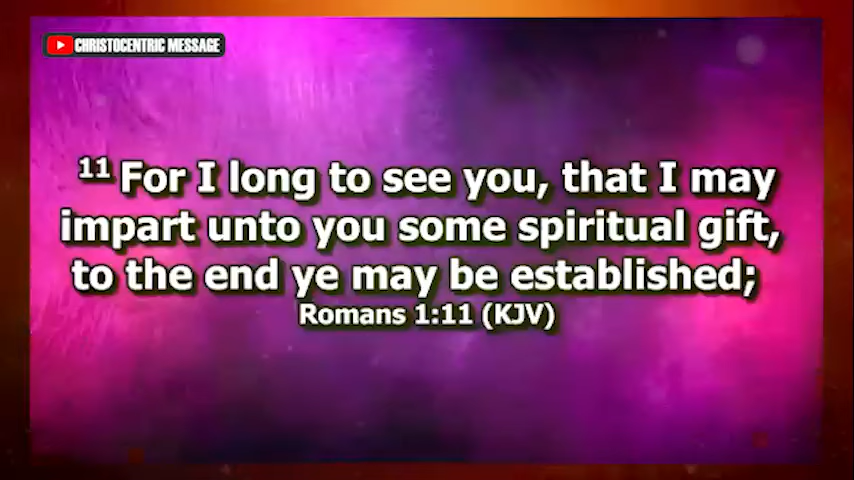 CHRISTOCENTRIC MESSAGE
11 For I long to see you, that I may
impart unto you some spiritual gift,
to the end ye may be established;
Romans 1:11 (KJV)